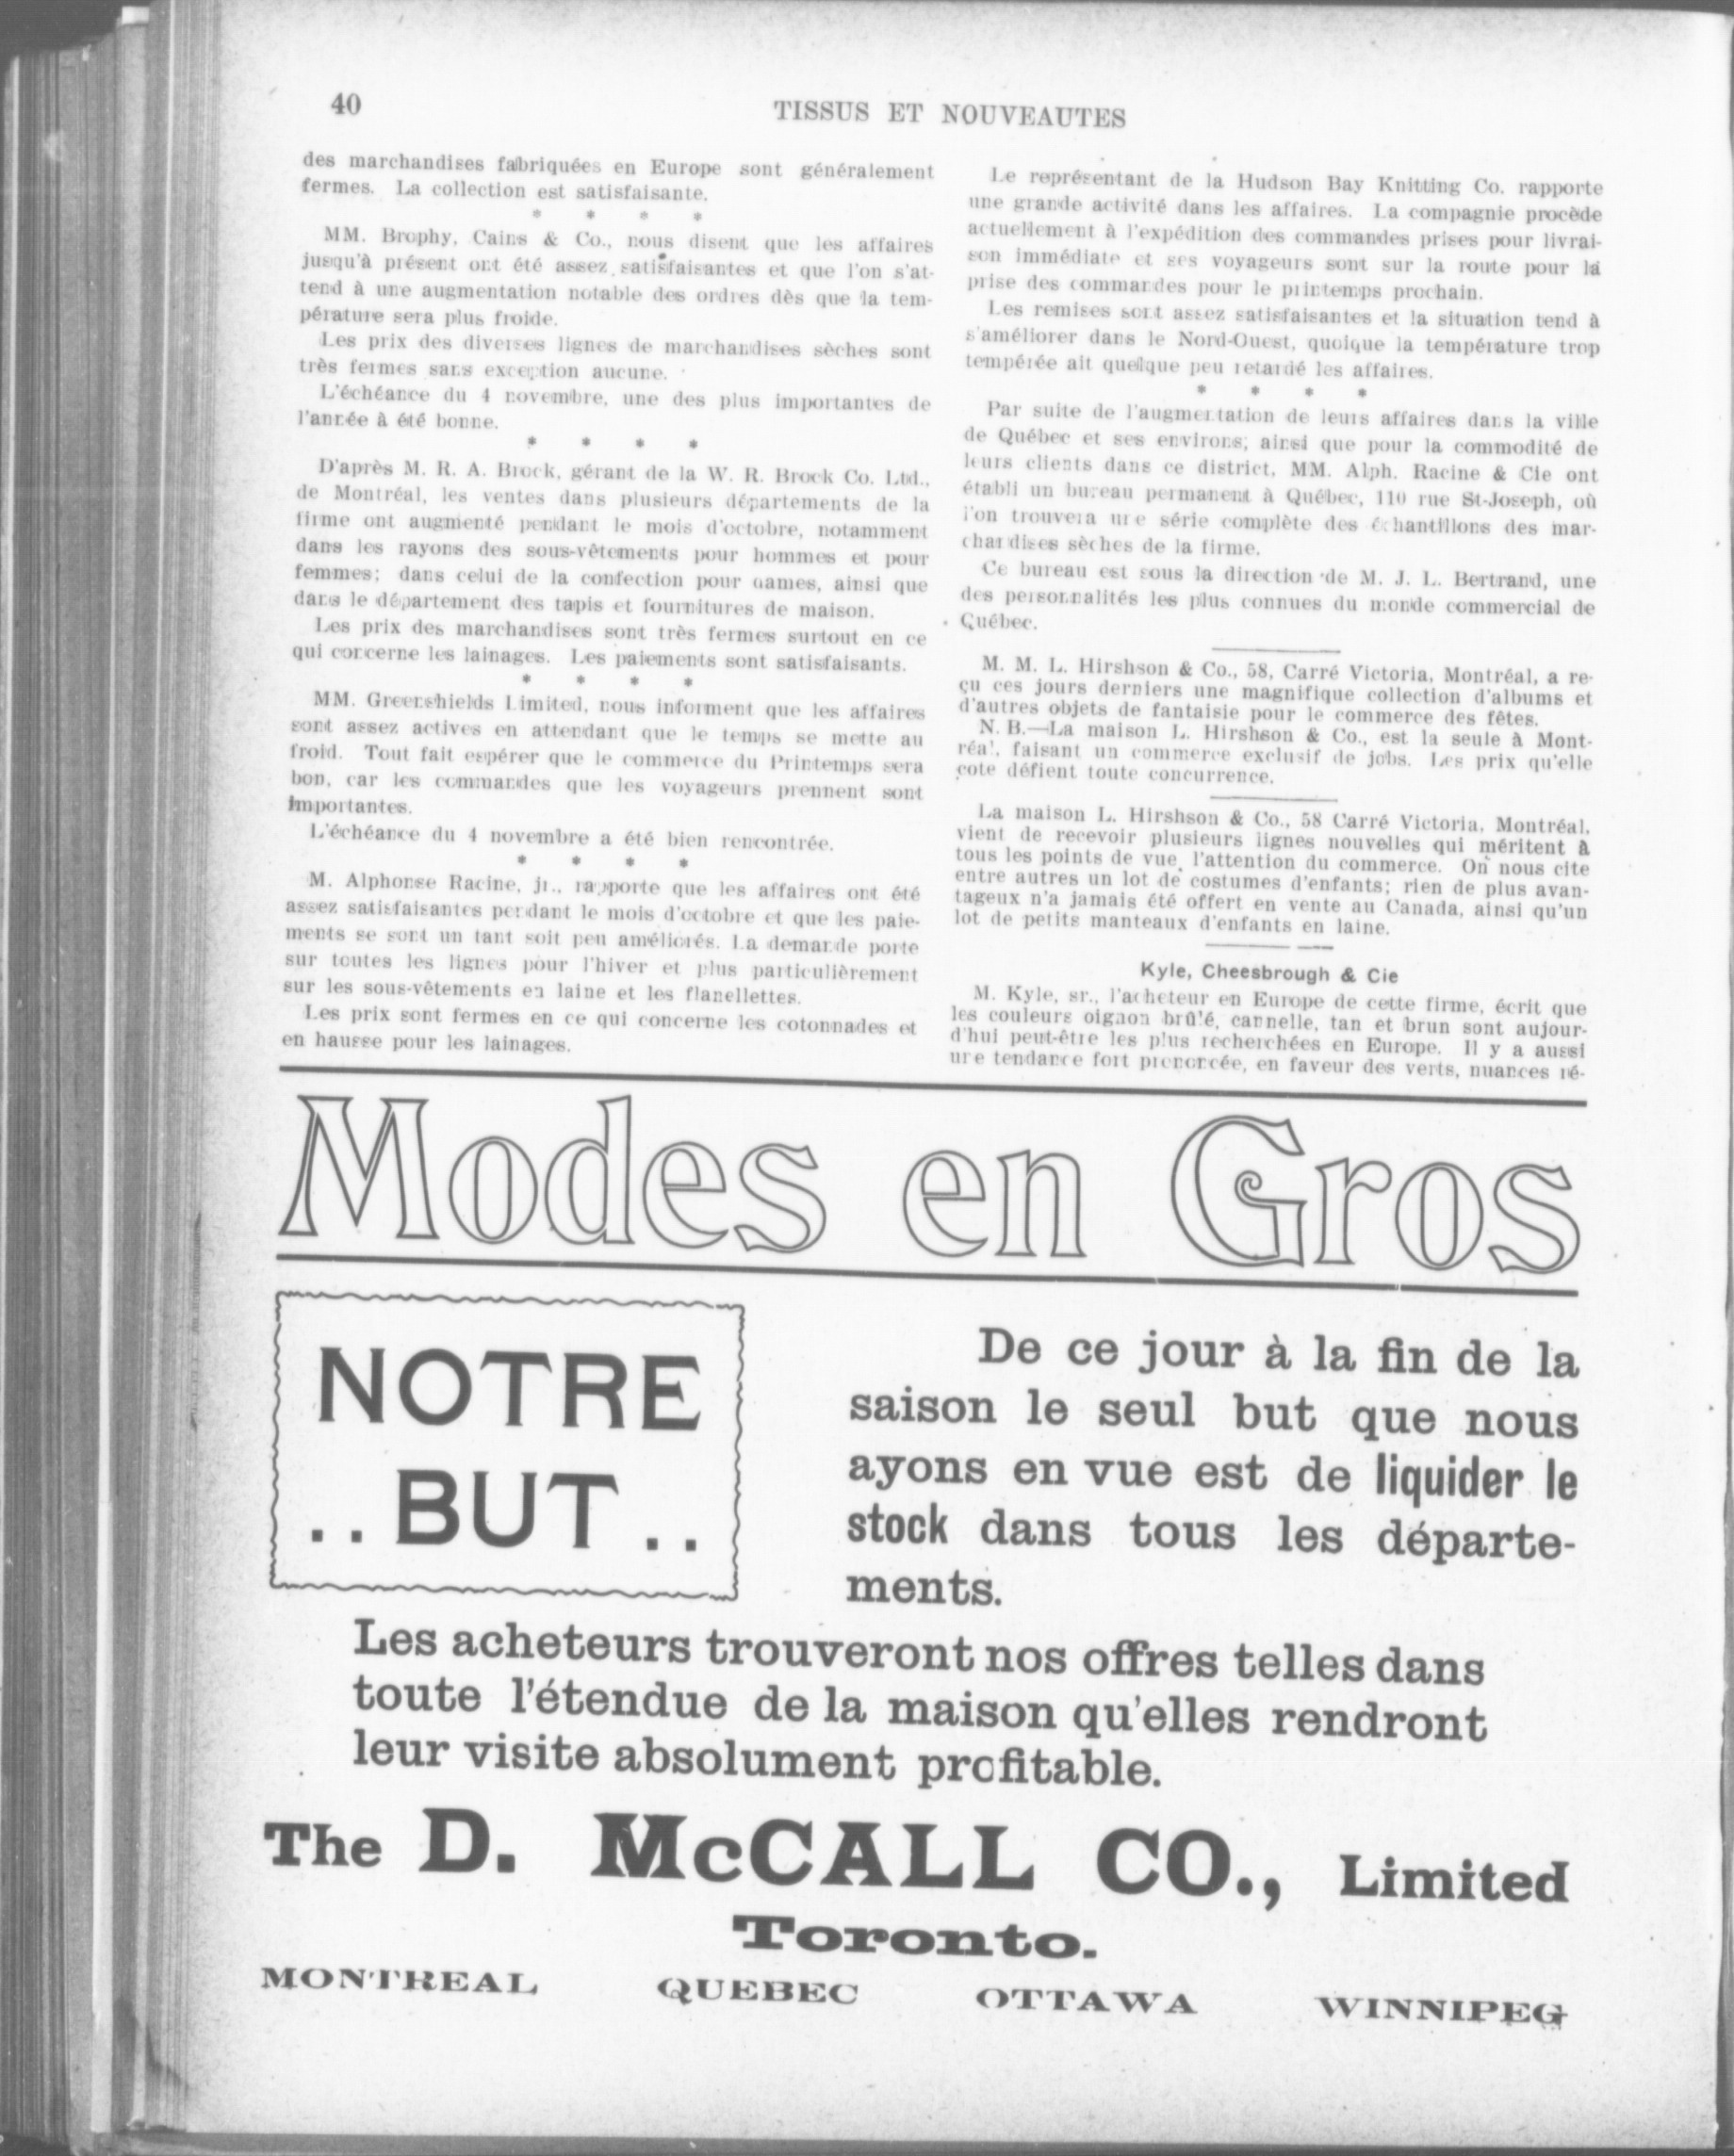 40
TISSUS ET NOUVEAUTES
des marchandises fabriquées en Europe sont généralement
fermes. La collection est satisfaisante.
* * * *
MM. Brophy, Cains & Co., nous disent que les affaires
jusqu'à présent ont été assez satisfaisantes et que l'on s'at-
tend à une augmentation notable des ordres dès que la tem-
pérature sera plus froide.
Les prix des diverses lignes de marchandises sèches sont
très fermes sans exception aucune.
L'échéance du 4 novembre, une des plus importantes de
l'année à été bonne.
* * * *
D'après M. R. A. Brock, gérant de la W. R. Brock Co. Ltd.,
de Montréal, les ventes dans plusieurs départements de la
firme ont augmenté pendant le mois d'octobre, notamment
dans les rayons des sous-vêtements pour hommes et pour
femmes; dans celui de la confection pour dames, ainsi que
dans le département des tapis et fournitures de maison.
Les prix des marchandises sont très fermes surtout en ce
qui concerne les lainages. Les paiements sont satisfaisants.
* * * *
MM. Greenshields Limited, nous informent que les affaires
sont assez actives en attendant que le temps se mette au
froid. Tout fait espérer que le commerce du Printemps sera
bon, car les commandes que les voyageurs prennent sont
importantes.
L'échéance du 4 novembre a été bien rencontrée.
* * * *
M. Alphonse Racine, jr., rapporte que les affaires ont été
assez satisfaisantes pendant le mois d'octobre et que les paie-
ments se sont un tant soit peu améliorés. La demande porte
sur toutes les lignes pour l'hiver et plus particulièrement
sur les sous-vêtements en laine et les flanellettes.
Les prix sont fermes en ce qui concerne les cotonnades et
en hausse pour les lainages.
Le représentant de la Hudson Bay Knitting Co. rapporte
une grande activité dans les affaires. La compagnie procède
actuellement à l'expédition des commandes prises pour livrai-
son immédiate et ses voyageurs sont sur la route pour la
prise des commandes pour le printemps prochain.
Les remises sont assez satisfaisantes et la situation tend à
s'améliorer dans le Nord-Ouest, quoique la température trop
tempérée ait quelque peu retardé les affaires.
* * * *
Par suite de l'augmentation de leurs affaires dans la ville
de Québec et ses environs, ainsi que pour la commodité de
leurs clients dans ce district, MM. Alph. Racine & Cie ont
établi un bureau permanent à Québec, 110 rue St-Joseph, où
l'on trouvera une série complète des échantillons des mar-
chandises sèches de la firme.
Ce bureau est sous la direction de M. J. L. Bertrand, une
des personnalités les plus connues du monde commercial de
Québec.
M. M. L. Hirshson & Co., 58, Carré Victoria, Montréal, a re-
çu ces jours derniers une magnifique collection d'albums et
d'autres objets de fantaisie pour le commerce des fêtes.
N. B.—La maison L. Hirshson & Co., est la seule à Mont-
réal, faisant un commerce exclusif de jobs. Les prix qu'elle
cote défient toute concurrence.
La maison L. Hirshson & Co., 58 Carré Victoria, Montréal,
vient de recevoir plusieurs lignes nouvelles qui méritent à
tous les points de vue, l'attention du commerce. On nous cite
entre autres un lot de costumes d'enfants; rien de plus avan-
tageux n'a jamais été offert en vente au Canada, ainsi qu'un
lot de petits manteaux d'enfants en laine.
Kyle, Cheesbrough & Cie
M. Kyle, sr., l'acheteur en Europe de cette firme, écrit que
les couleurs oignon brûlé, cannelle, tan et brun sont aujour-
d'hui peut-être les plus recherchées en Europe. Il y a aussi
une tendance fort prononcée, en faveur des verts, nuances ré-
Modes en Gros
NOTRE
.. BUT ..
De ce jour à la fin de la
saison le seul but que nous
ayons en vue est de liquider le
stock dans tous les départe-
ments.
Les acheteurs trouveront nos offres telles dans
toute l'étendue de la maison qu'elles rendront
leur visite absolument profitable.
The D. McCALL CO., Limited
Toronto.
MONTREAL QUEBEC OTTAWA WINNIPEG